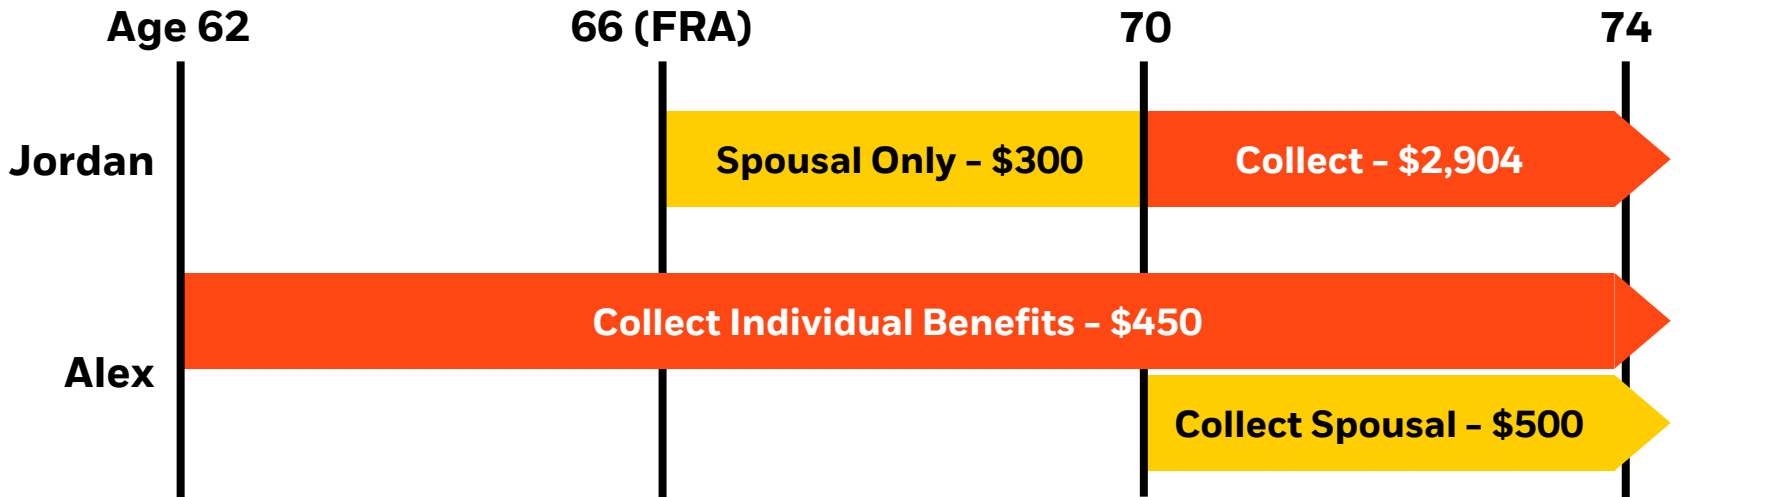 Age 62
66 (FRA)
70
74
Jordan
Spousal Only – $300
Collect – $2,904
Collect Individual Benefits – $450
Alex
Collect Spousal – $500